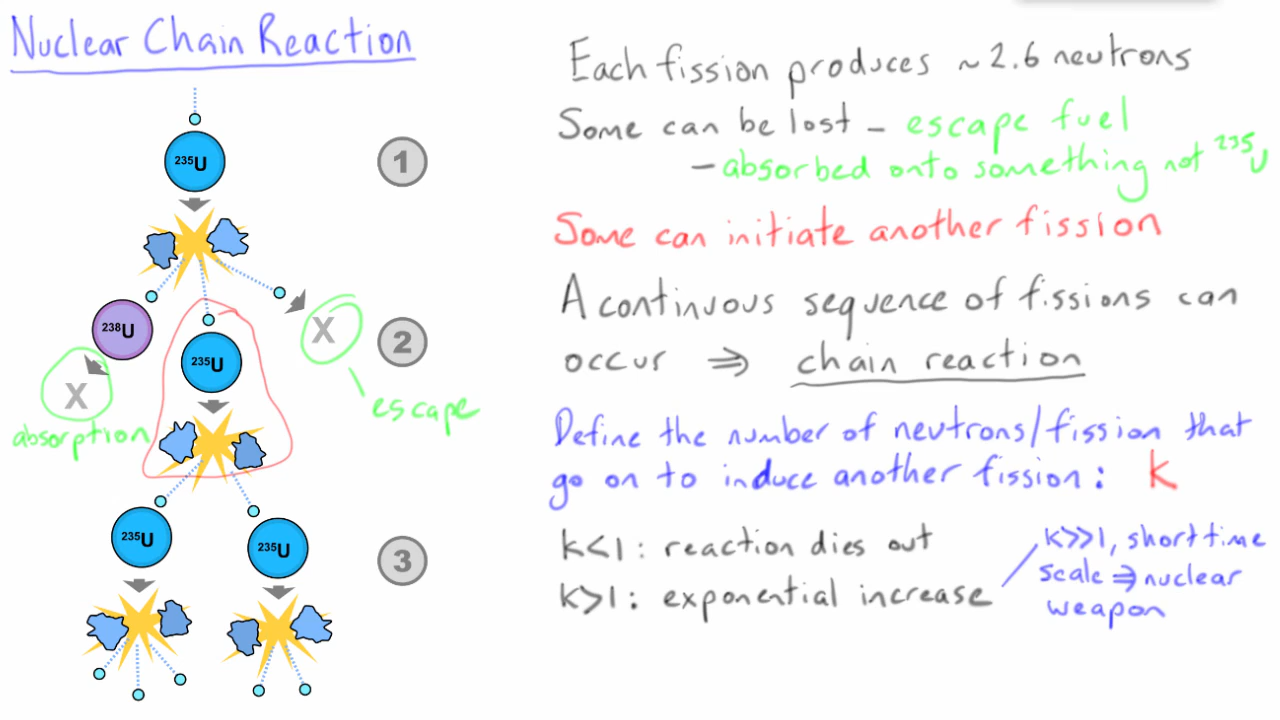 Nuclear Chain Reaction
235U
1
238U
X
absorption
235U
X
escape
2
235U
235U
3
Each fission produces ~ 2.6 neutrons
Some can be lost – escape fuel
– absorbed onto something not 235U
Some can initiate another fission
A continuous sequence of fissions can
occur ⇒ chain reaction
Define the number of neutrons/fission that
go on to induce another fission: k
k<1: reaction dies out
k>1: exponential increase
k>>1, short time
scale ⇒ nuclear
weapon